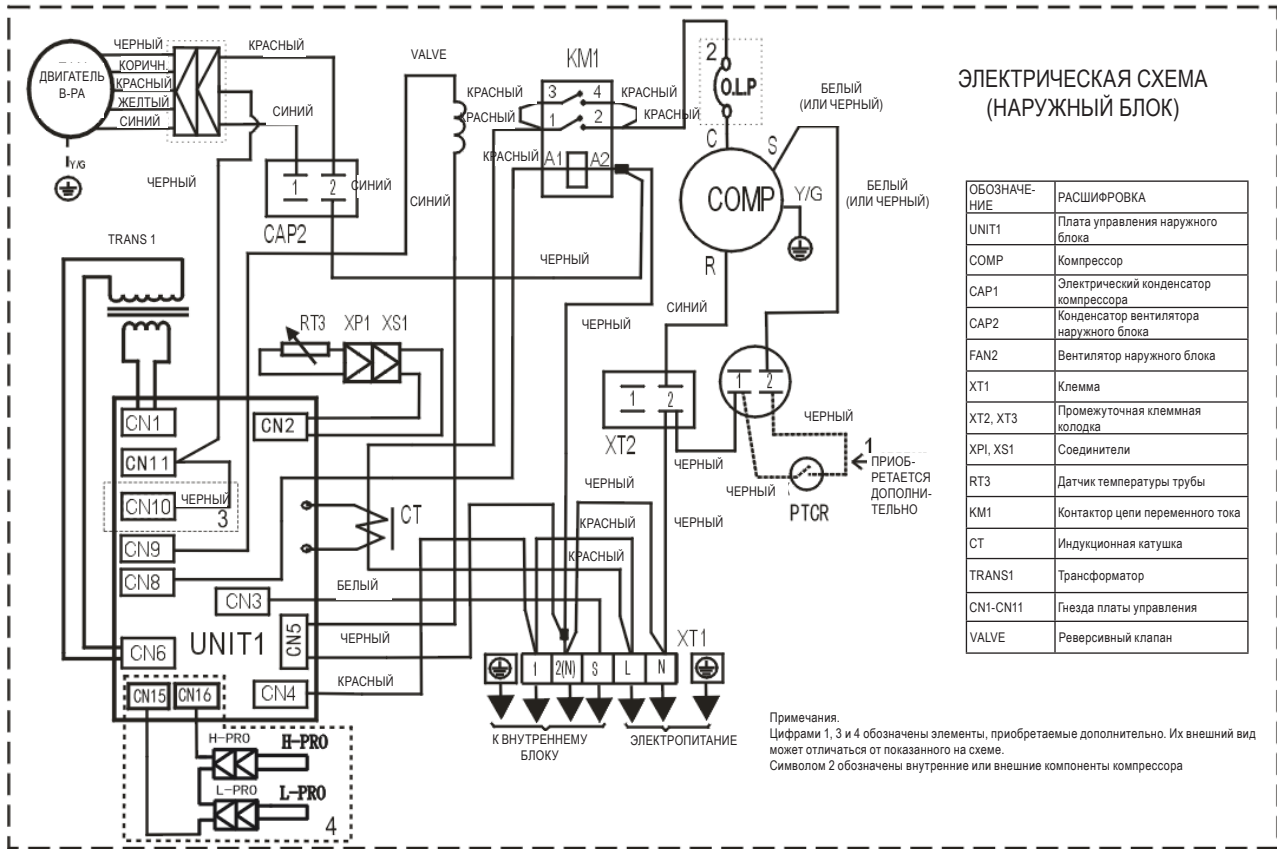 ЭЛЕКТРИЧЕСКАЯ СХЕМА
(НАРУЖНЫЙ БЛОК)
ДВИГАТЕЛЬ
В-РА
ЧЕРНЫЙ
КОРИЧН.
КРАСНЫЙ
ЖЕЛТЫЙ
СИНИЙ
Y/G
КРАСНЫЙ
СИНИЙ
ЧЕРНЫЙ
1 2
СИНИЙ
CAP2
VALVE
СИНИЙ
KM1
КРАСНЫЙ
3 4
КРАСНЫЙ
КРАСНЫЙ
1 2
КРАСНЫЙ
КРАСНЫЙ
A1 A2
2
O.L.P
C
S
COMP
Y/G
R
БЕЛЫЙ
(ИЛИ ЧЕРНЫЙ)
БЕЛЫЙ
(ИЛИ ЧЕРНЫЙ)
ЧЕРНЫЙ
СИНИЙ
ЧЕРНЫЙ
TRANS 1
RT3 XP1 XS1
1 2
XT2
1 2
ЧЕРНЫЙ
ЧЕРНЫЙ
ЧЕРНЫЙ
1
ПРИОБ-
РЕТАЕТСЯ
ДОПОЛНИ-
ТЕЛЬНО
PTCR
ЧЕРНЫЙ
ЧЕРНЫЙ
КРАСНЫЙ
КРАСНЫЙ
CN1
CN2
CN11
CN10
ЧЕРНЫЙ
3
CT
CN9
CN8
CN3
БЕЛЫЙ
UNIT1
CN5
ЧЕРНЫЙ
CN6
CN4
КРАСНЫЙ
CN15
CN16
H-PRO
H-PRO
L-PRO
L-PRO
4
XT1
1 2(N) S L N
К ВНУТРЕННЕМУ
БЛОКУ
ЭЛЕКТРОПИТАНИЕ
ОБОЗНАЧЕ-
НИЕ
РАСШИФРОВКА
UNIT1
Плата управления наружного
блока
COMP
Компрессор
CAP1
Электрический конденсатор
компрессора
CAP2
Конденсатор вентилятора
наружного блока
FAN2
Вентилятор наружного блока
XT1
Клемма
XT2, XT3
Промежуточная клеммная
колодка
XPI, XS1
Соединители
RT3
Датчик температуры трубы
KM1
Контактор цепи переменного тока
CT
Индукционная катушка
TRANS1
Трансформатор
CN1-CN11
Гнезда платы управления
VALVE
Реверсивный клапан
Примечания.
Цифрами 1, 3 и 4 обозначены элементы, приобретаемые дополнительно. Их внешний вид
может отличаться от показанного на схеме.
Символом 2 обозначены внутренние или внешние компоненты компрессора